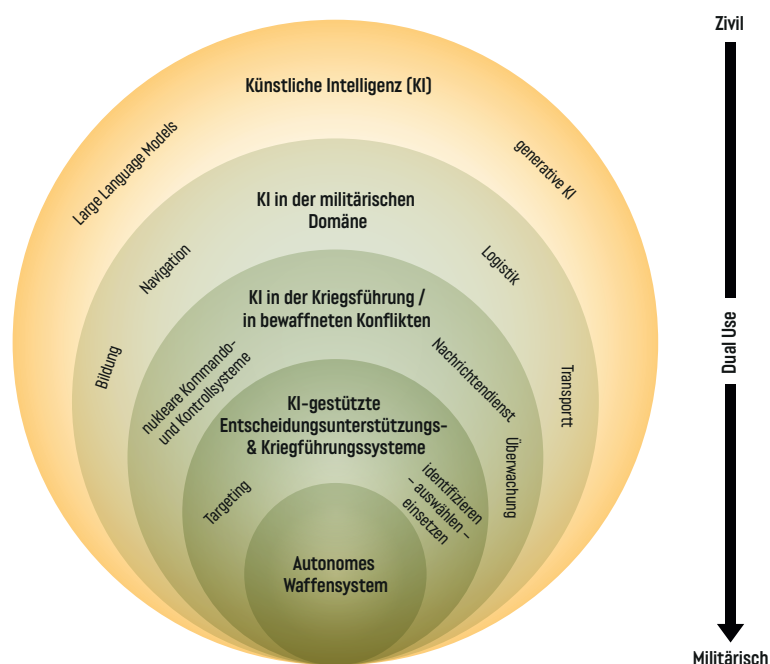 Zivil
Künstliche Intelligenz (KI)
Large Language Models
generative KI
KI in der militärischen
Domäne
Navigation
Logistik
KI in der Kriegsführung /
in bewaffneten Konflikten
Dual Use
Bildung
nukleare Kommando-
und Kontrollsysteme
Nachrichtendienst
Transportt
KI-gestützte
Entscheidungsunterstützungs-
& Kriegführungssysteme
Überwachung
Targeting
identifizieren
– auswählen –
einsetzen
Autonomes
Waffensystem
Militärisch